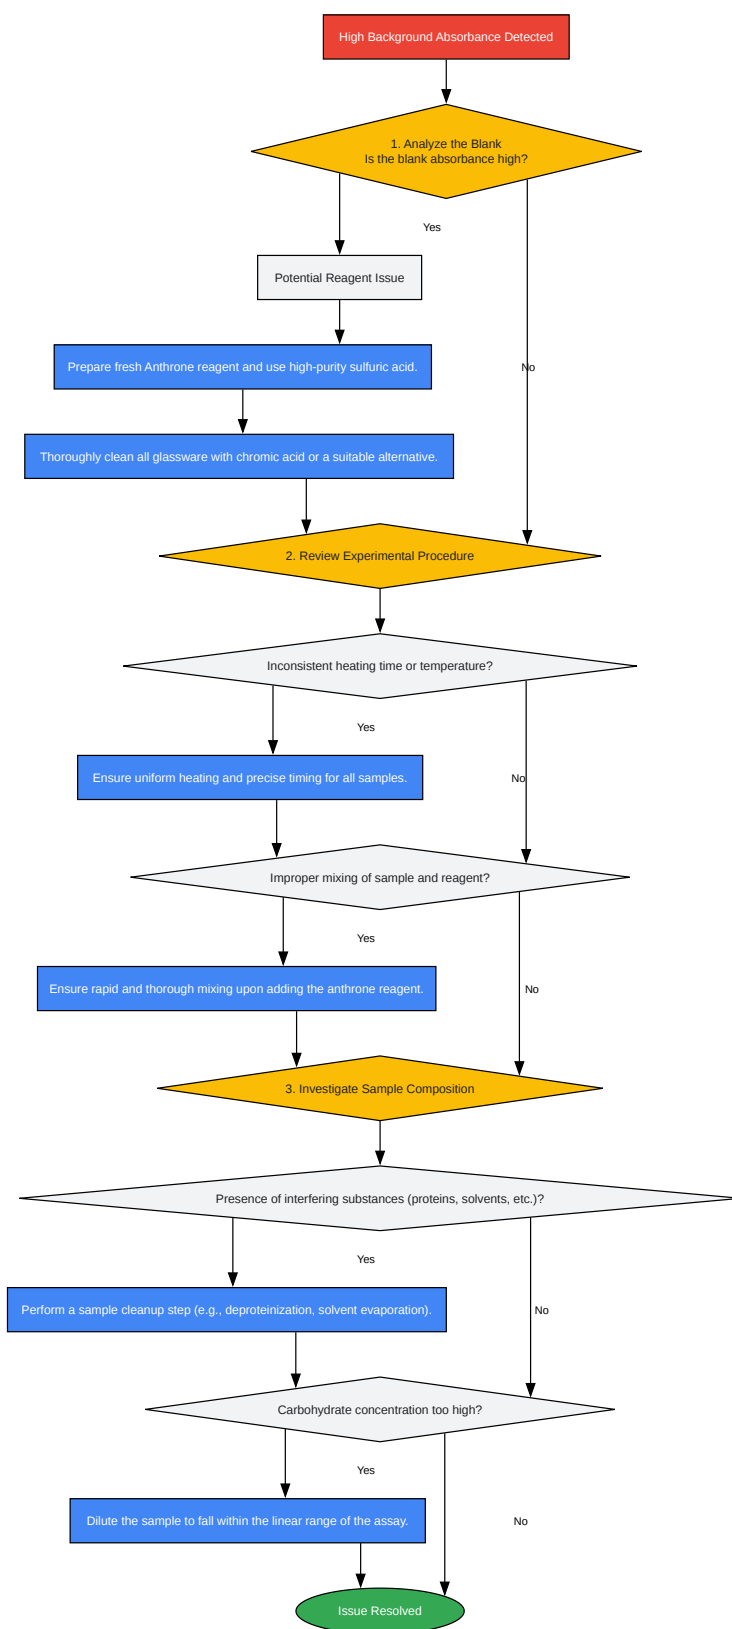 High Background Absorbance Detected
1. Analyze the Blank
Is the blank absorbance high?
Yes
Potential Reagent Issue
Prepare fresh Anthrone reagent and use high-purity sulfuric acid.
No
Thoroughly clean all glassware with chromic acid or a suitable alternative.
2. Review Experimental Procedure
Inconsistent heating time or temperature?
Yes
Ensure uniform heating and precise timing for all samples.
No
Improper mixing of sample and reagent?
Yes
Ensure rapid and thorough mixing upon adding the anthrone reagent.
No
3. Investigate Sample Composition
Presence of interfering substances (proteins, solvents, etc.)?
Yes
Perform a sample cleanup step (e.g., deproteinization, solvent evaporation).
No
Carbohydrate concentration too high?
Yes
Dilute the sample to fall within the linear range of the assay.
No
Issue Resolved